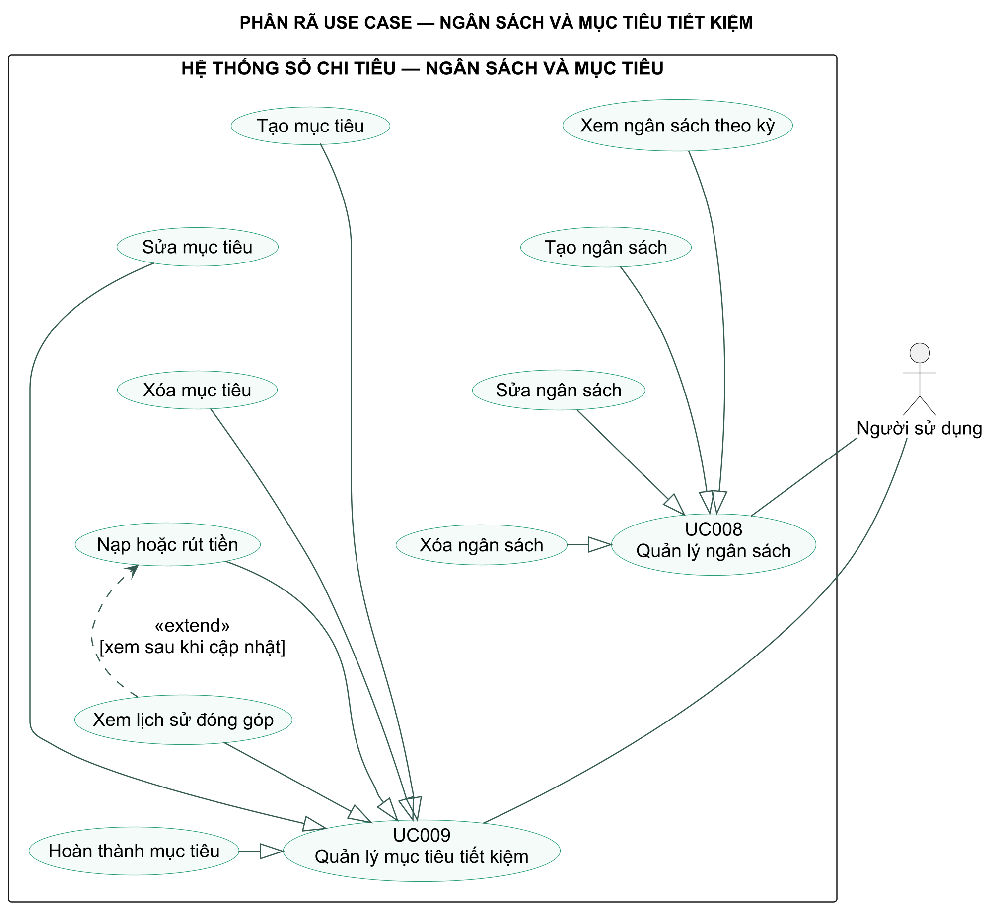 PHÂN RÃ USE CASE — NGÂN SÁCH VÀ MỤC TIÊU TIẾT KIỆM
HỆ THỐNG SỔ CHI TIÊU — NGÂN SÁCH VÀ MỤC TIÊU
Tạo mục tiêu
Xem ngân sách theo kỳ
Sửa mục tiêu
Tạo ngân sách
Xóa mục tiêu
Sửa ngân sách
Người sử dụng
Nạp hoặc rút tiền
Xóa ngân sách
UC008
Quản lý ngân sách
«extend»
[xem sau khi cập nhật]
Xem lịch sử đóng góp
Hoàn thành mục tiêu
UC009
Quản lý mục tiêu tiết kiệm